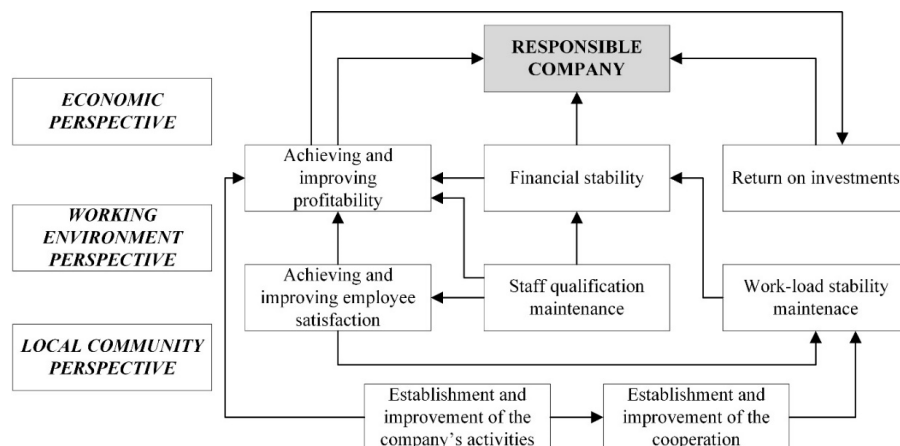 RESPONSIBLE
COMPANY
ECONOMIC
PERSPECTIVE
Achieving and
improving
profitability
Financial stability
Return on investments
WORKING
ENVIRONMENT
PERSPECTIVE
Achieving and
improving employee
satisfaction
Staff qualification
maintenance
Work-load stability
maintenace
LOCAL COMMUNITY
PERSPECTIVE
Establishment and
improvement of the
company's activities
Establishment and
improvement of the
cooperation